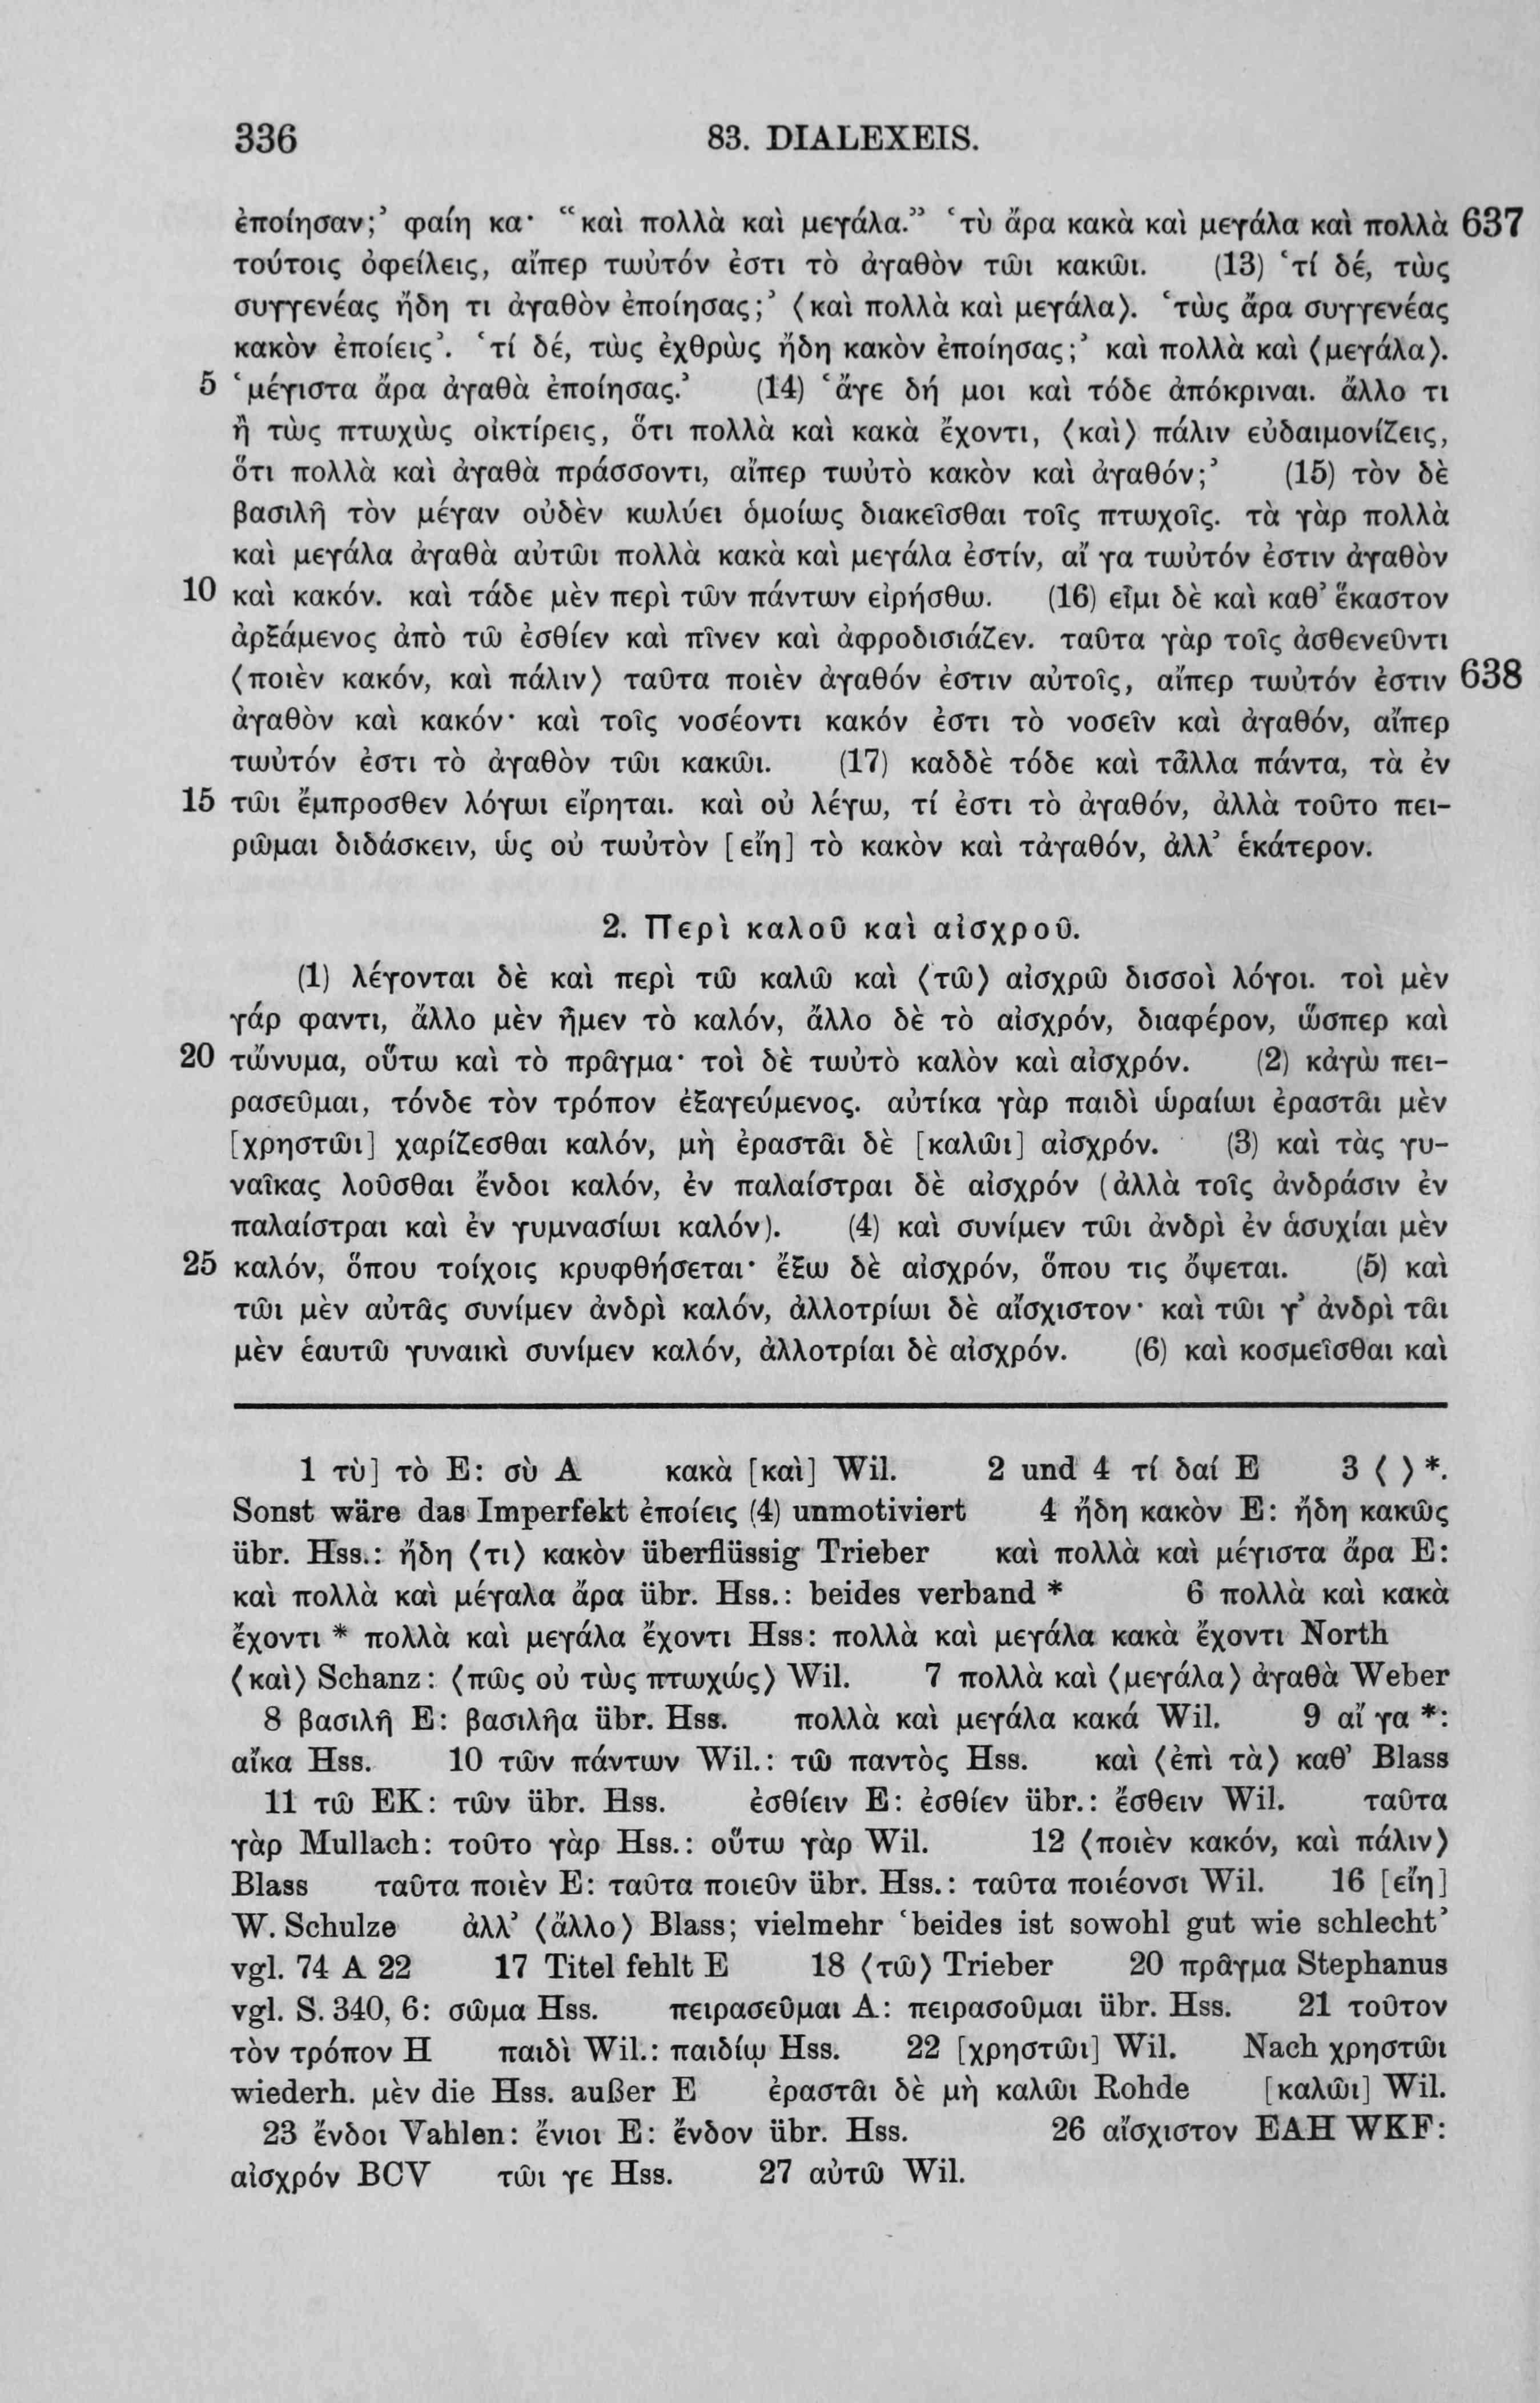 336 83. DIALEXEIS.
ἐποίησαν;’ φαίη κα· “καὶ πολλὰ καὶ μεγάλα.” ‘τὺ ἄρα κακὰ καὶ μεγάλα καὶ πολλὰ 637
τούτοις ὀφείλεις, αἴπερ τωὐτόν ἐστι τὸ ἀγαθὸν τῶι κακῶι. (13) ‘τί δέ, τὼς
συγγενέας ἤδη τι ἀγαθὸν ἐποίησας;’ ⟨καὶ πολλὰ καὶ μεγάλα⟩. ‘τὼς ἄρα συγγενέας
κακὸν ἐποίεις’. ‘τί δέ, τὼς ἐχθρὼς ἤδη κακὸν ἐποίησας;’ καὶ πολλὰ καὶ ⟨μεγάλα⟩.
5 ‘μέγιστα ἄρα ἀγαθὰ ἐποίησας.’ (14) ‘ἄγε δή μοι καὶ τόδε ἀπόκριναι. ἄλλο τι
ἢ τὼς πτωχὼς οἰκτίρεις, ὅτι πολλὰ καὶ κακὰ ἔχοντι, ⟨καὶ⟩ πάλιν εὐδαιμονίζεις,
ὅτι πολλὰ καὶ ἀγαθὰ πράσσοντι, αἴπερ τωὐτὸ κακὸν καὶ ἀγαθόν;’ (15) τὸν δὲ
βασιλῆ τὸν μέγαν οὐδὲν κωλύει ὁμοίως διακεῖσθαι τοῖς πτωχοῖς. τὰ γὰρ πολλὰ
καὶ μεγάλα ἀγαθὰ αὐτῶι πολλὰ κακὰ καὶ μεγάλα ἐστίν, αἴ γα τωὐτόν ἐστιν ἀγαθὸν
10 καὶ κακόν. καὶ τάδε μὲν περὶ τῶν πάντων εἰρήσθω. (16) εἶμι δὲ καὶ καθ’ ἕκαστον
ἀρξάμενος ἀπὸ τῶ ἐσθίεν καὶ πῖνεν καὶ ἀφροδισιάζεν. ταῦτα γὰρ τοῖς ἀσθενεῦντι
⟨ποιὲν κακόν, καὶ πάλιν⟩ ταῦτα ποιὲν ἀγαθόν ἐστιν αὐτοῖς, αἴπερ τωὐτόν ἐστιν 638
ἀγαθὸν καὶ κακόν· καὶ τοῖς νοσέοντι κακόν ἐστι τὸ νοσεῖν καὶ ἀγαθόν, αἴπερ
τωὐτόν ἐστι τὸ ἀγαθὸν τῶι κακῶι. (17) καδδὲ τόδε καὶ τἆλλα πάντα, τὰ ἐν
15 τῶι ἔμπροσθεν λόγωι εἴρηται. καὶ οὐ λέγω, τί ἐστι τὸ ἀγαθόν, ἀλλὰ τοῦτο πει-
ρῶμαι διδάσκειν, ὡς οὐ τωὐτὸν [εἴη] τὸ κακὸν καὶ τἀγαθόν, ἀλλ’ ἑκάτερον.
2. Περὶ καλοῦ καὶ αἰσχροῦ.
(1) λέγονται δὲ καὶ περὶ τῶ καλῶ καὶ ⟨τῶ⟩ αἰσχρῶ δισσοὶ λόγοι. τοὶ μὲν
γάρ φαντι, ἄλλο μὲν ἦμεν τὸ καλόν, ἄλλο δὲ τὸ αἰσχρόν, διαφέρον, ὥσπερ καὶ
20 τὤνυμα, οὕτω καὶ τὸ πρᾶγμα· τοὶ δὲ τωὐτὸ καλὸν καὶ αἰσχρόν. (2) κἀγὼ πει-
ρασεῦμαι, τόνδε τὸν τρόπον ἐξαγεύμενος. αὐτίκα γὰρ παιδὶ ὡραίωι ἐραστᾶι μὲν
[χρηστῶι] χαρίζεσθαι καλόν, μὴ ἐραστᾶι δὲ [καλῶι] αἰσχρόν. (3) καὶ τὰς γυ-
ναῖκας λοῦσθαι ἔνδοι καλόν, ἐν παλαίστραι δὲ αἰσχρόν (ἀλλὰ τοῖς ἀνδράσιν ἐν
παλαίστραι καὶ ἐν γυμνασίωι καλόν). (4) καὶ συνίμεν τῶι ἀνδρὶ ἐν ἁσυχίαι μὲν
25 καλόν, ὅπου τοίχοις κρυφθήσεται· ἔξω δὲ αἰσχρόν, ὅπου τις ὄψεται. (5) καὶ
τῶι μὲν αὑτᾶς συνίμεν ἀνδρὶ καλόν, ἀλλοτρίωι δὲ αἴσχιστον· καὶ τῶι γ’ ἀνδρὶ τᾶι
μὲν ἑαυτῶ γυναικὶ συνίμεν καλόν, ἀλλοτρίαι δὲ αἰσχρόν. (6) καὶ κοσμεῖσθαι καὶ
1 τὺ] τὸ E: σὺ A κακὰ [καὶ] Wil. 2 und 4 τί δαί E 3 ⟨ ⟩ *.
Sonst wäre das Imperfekt ἐποίεις (4) unmotiviert 4 ἤδη κακὸν E: ἤδη κακῶς
übr. Hss.: ἤδη ⟨τι⟩ κακὸν überflüssig Trieber καὶ πολλὰ καὶ μέγιστα ἄρα E:
καὶ πολλὰ καὶ μέγαλα ἄρα übr. Hss.: beides verband * 6 πολλὰ καὶ κακὰ
ἔχοντι * πολλὰ καὶ μεγάλα ἔχοντι Hss: πολλὰ καὶ μεγάλα κακὰ ἔχοντι North
⟨καὶ⟩ Schanz: ⟨πῶς οὐ τὼς πτωχώς⟩ Wil. 7 πολλὰ καὶ ⟨μεγάλα⟩ ἀγαθὰ Weber
8 βασιλῆ E: βασιλῆα übr. Hss. πολλὰ καὶ μεγάλα κακά Wil. 9 αἴ γα *:
αἴκα Hss. 10 τῶν πάντων Wil.: τῶ παντὸς Hss. καὶ ⟨ἐπὶ τὰ⟩ καθ’ Blass
11 τῶ EK: τῶν übr. Hss. ἐσθίειν E: ἐσθίεν übr.: ἔσθειν Wil. ταῦτα
γὰρ Mullach: τοῦτο γὰρ Hss.: οὕτω γὰρ Wil. 12 ⟨ποιὲν κακόν, καὶ πάλιν⟩
Blass ταῦτα ποιὲν E: ταῦτα ποιεῦν übr. Hss.: ταῦτα ποιέονσι Wil. 16 [εἴη]
W. Schulze ἀλλ’ ⟨ἄλλο⟩ Blass; vielmehr ‘beides ist sowohl gut wie schlecht’
vgl. 74 A 22 17 Titel fehlt E 18 ⟨τῶ⟩ Trieber 20 πρᾶγμα Stephanus
vgl. S. 340, 6: σῶμα Hss. πειρασεῦμαι A: πειρασοῦμαι übr. Hss. 21 τοῦτον
τὸν τρόπον H παιδὶ Wil.: παιδίῳ Hss. 22 [χρηστῶι] Wil. Nach χρηστῶι
wiederh. μὲν die Hss. außer E ἐραστᾶι δὲ μὴ καλῶι Rohde [καλῶι] Wil.
23 ἔνδοι Vahlen: ἔνιοι E: ἔνδον übr. Hss. 26 αἴσχιστον EAH WKF:
αἰσχρόν BCV τῶι γε Hss. 27 αὑτῶ Wil.